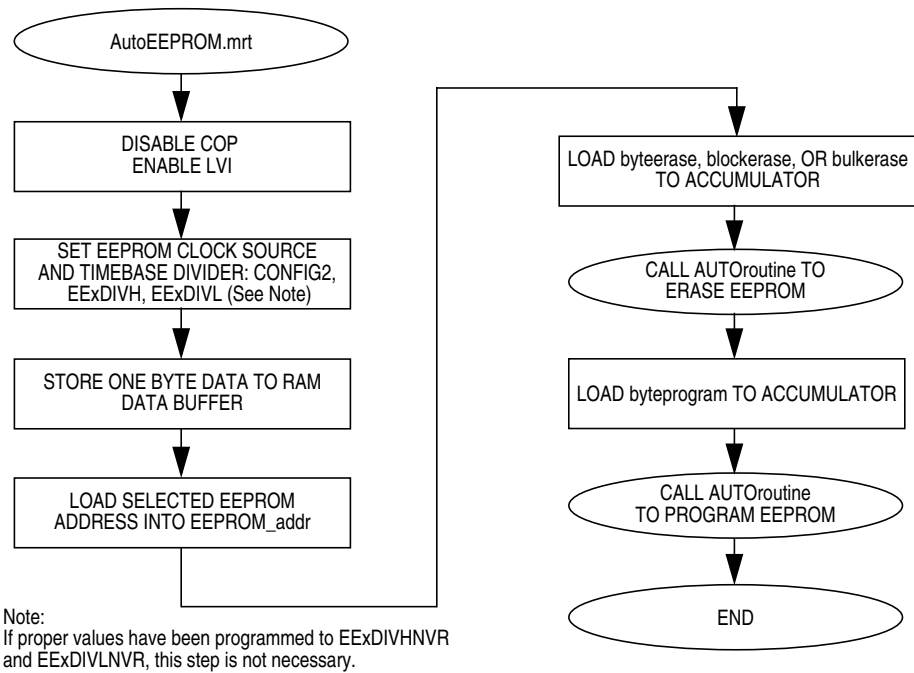 AutoEEPROM.mrt
DISABLE COP
ENABLE LVI
SET EEPROM CLOCK SOURCE
AND TIMEBASE DIVIDER: CONFIG2,
EExDIVH, EExDIVL (See Note)
STORE ONE BYTE DATA TO RAM
DATA BUFFER
LOAD SELECTED EEPROM
ADDRESS INTO EEPROM_addr
LOAD byteerase, blockerase, OR bulkerase
TO ACCUMULATOR
CALL AUTOroutine TO
ERASE EEPROM
LOAD byteprogram TO ACCUMULATOR
CALL AUTOroutine
TO PROGRAM EEPROM
END
Note:
If proper values have been programmed to EExDIVHNVR
and EExDIVLNVR, this step is not necessary.